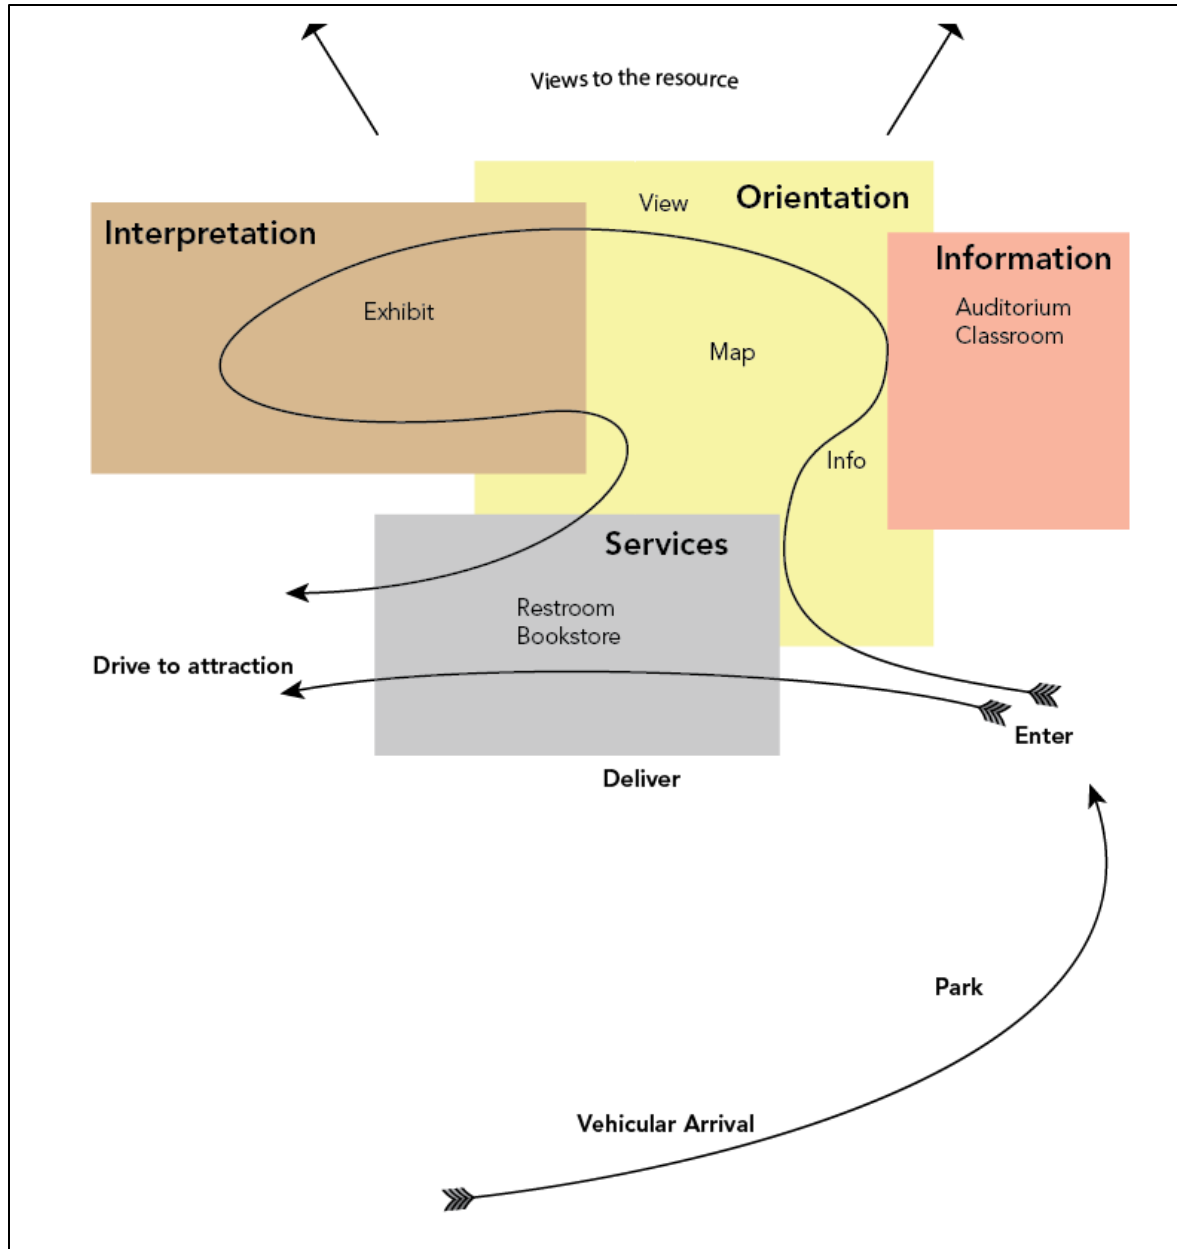 Views to the resource
View
Orientation
Interpretation
Information
Exhibit
Auditorium
Classroom
Map
Info
Services
Restroom
Bookstore
Drive to attraction
Enter
Deliver
Park
Vehicular Arrival